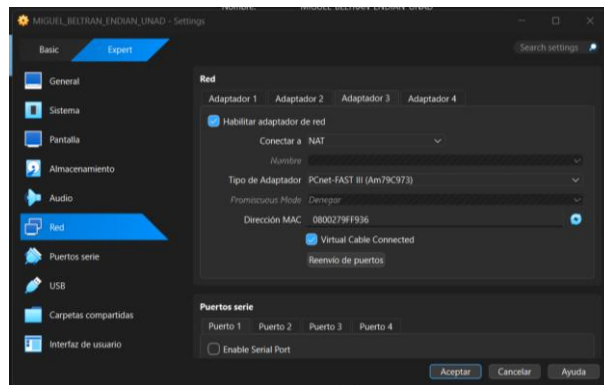 MIGUEL_BELTRAN_ENDIAN_UNAD - Settings
Basic
Expert
Search settings
General
Sistema
Pantalla
Almacenamiento
Audio
Red
Puertos serie
USB
Carpetas compartidas
Interfaz de usuario
Red
Adaptador 1
Adaptador 2
Adaptador 3
Adaptador 4
Habilitar adaptador de red
Conectar a NAT
Nombre
Tipo de Adaptador PCnet-FAST III (Am79C973)
Promiscuous Mode Denegar
Dirección MAC 0800279FF936
Virtual Cable Connected
Reenvío de puertos
Puertos serie
Puerto 1
Puerto 2
Puerto 3
Puerto 4
Enable Serial Port
Aceptar
Cancelar
Ayuda